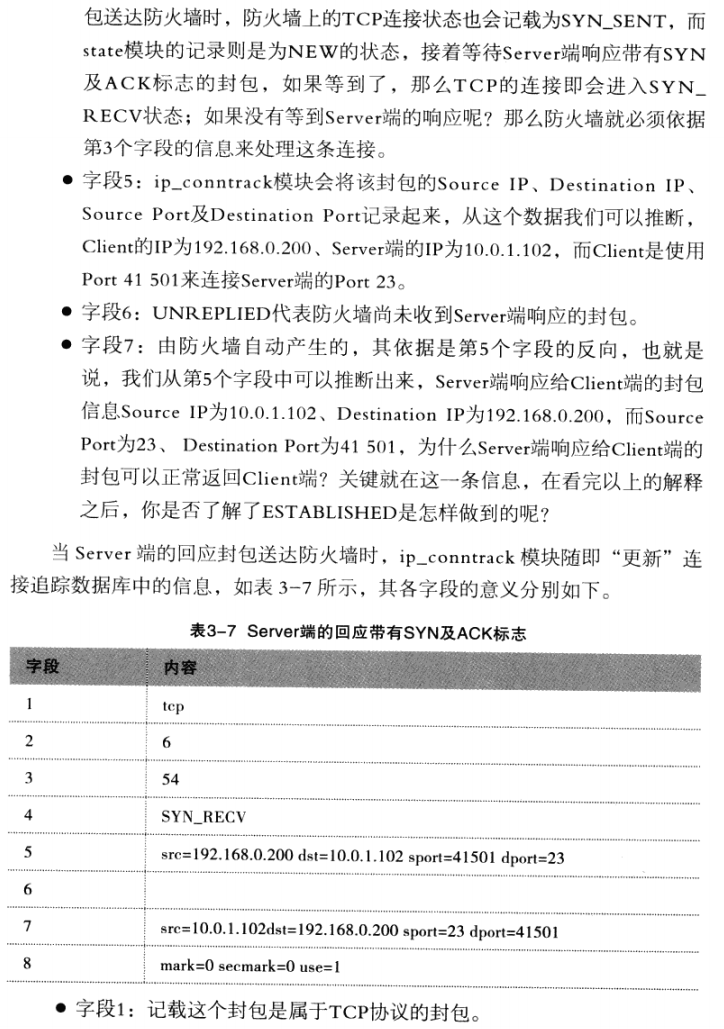 包送达防火墙时，防火墙上的TCP连接状态也会记载为SYN_SENT，而
state模块的记录则是为NEW的状态，接着等待Server端响应带有SYN
及ACK标志的封包，如果等到了，那么TCP的连接即会进入SYN_
RECV状态；如果没有等到Server端的响应呢？那么防火墙就必须依据
第3个字段的信息来处理这条连接。
● 字段5：ip_conntrack模块会将该封包的Source IP、Destination IP、
Source Port及Destination Port记录起来，从这个数据我们可以推断，
Client的IP为192.168.0.200、Server端的IP为10.0.1.102，而Client是使用
Port 41 501来连接Server端的Port 23。
● 字段6：UNREPLIED代表防火墙尚未收到Server端响应的封包。
● 字段7：由防火墙自动产生的，其依据是第5个字段的反向，也就是
说，我们从第5个字段中可以推断出来，Server端响应给Client端的封包
信息Source IP为10.0.1.102、Destination IP为192.168.0.200，而Source
Port为23、 Destination Port为41 501，为什么Server端响应给Client端的
封包可以正常返回Client端？关键就在这一条信息，在看完以上的解释
之后，你是否了解了ESTABLISHED是怎样做到的呢？
当 Server 端的回应封包送达防火墙时，ip_conntrack 模块随即“更新”连
接追踪数据库中的信息，如表 3-7 所示，其各字段的意义分别如下。
表3-7 Server端的回应带有SYN及ACK标志
字段 内容
1 tcp
2 6
3 54
4 SYN_RECV
5 src=192.168.0.200 dst=10.0.1.102 sport=41501 dport=23
6
7 src=10.0.1.102dst=192.168.0.200 sport=23 dport=41501
8 mark=0 secmark=0 use=1
● 字段1：记载这个封包是属于TCP协议的封包。